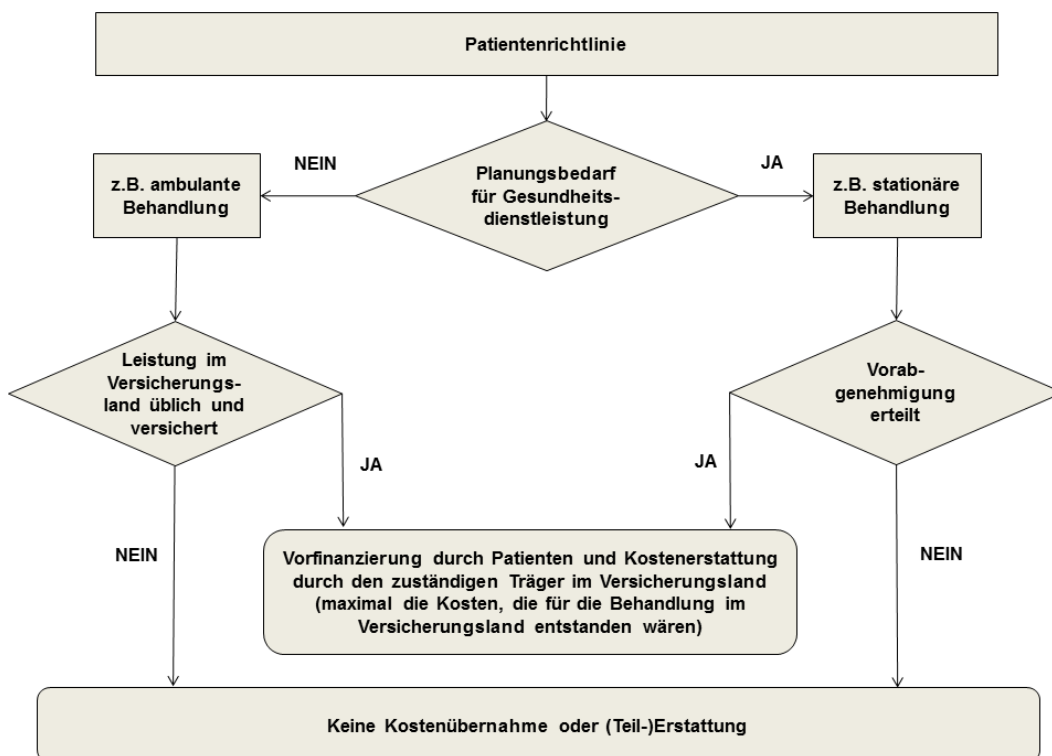 Patientenrichtlinie
NEIN
JA
z.B. ambulante
Behandlung
Planungsbedarf
für Gesundheits-
dienstleistung
z.B. stationäre
Behandlung
Leistung im
Versicherungs-
land üblich und
versichert
Vorab-
genehmigung
erteilt
JA
JA
NEIN
Vorfinanzierung durch Patienten und Kostenerstattung
durch den zuständigen Träger im Versicherungsland
(maximal die Kosten, die für die Behandlung im
Versicherungsland entstanden wären)
NEIN
Keine Kostenübernahme oder (Teil-)Erstattung